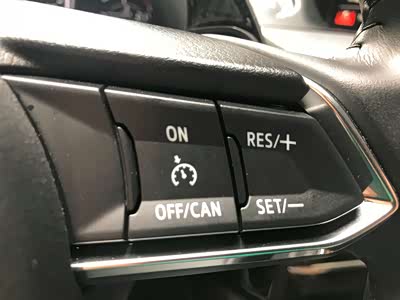 ON
RES/+
OFF/CAN
SET/-